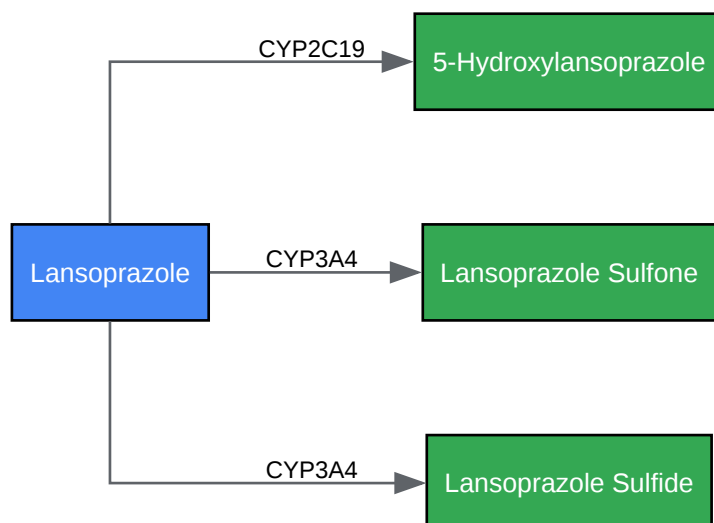 CYP2C19
5-Hydroxylansoprazole
Lansoprazole
CYP3A4
Lansoprazole Sulfone
CYP3A4
Lansoprazole Sulfide